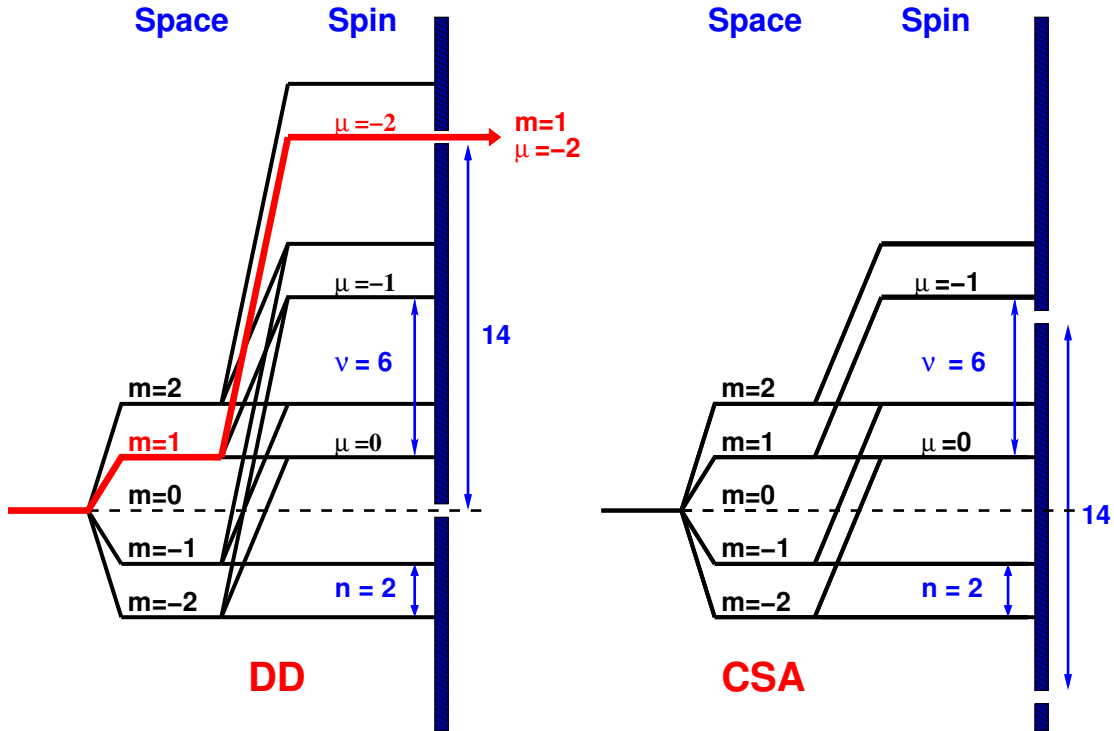 Space Spin
μ=−2
m=1
μ=−2
μ=−1
14
ν = 6
m=2
m=1
μ=0
m=0
m=−1
n = 2
m=−2
DD
Space Spin
μ=−1
ν = 6
m=2
m=1
μ=0
m=0
14
m=−1
n = 2
m=−2
CSA